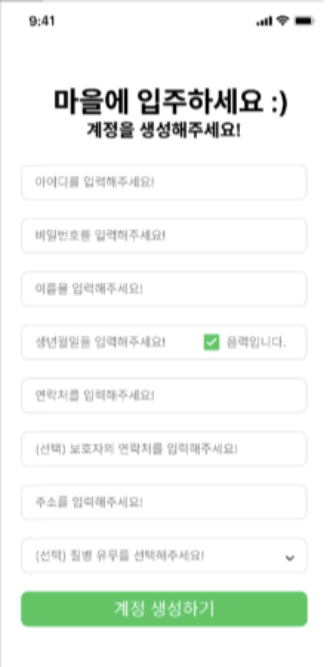 9:41
마을에 입주하세요 :)
계정을 생성해주세요!
아이디를 입력해주세요!
비밀번호를 입력해주세요!
이름을 입력해주세요!
생년월일을 입력해주세요! 음력입니다.
연락처를 입력해주세요!
(선택) 보호자의 연락처를 입력해주세요!
주소를 입력해주세요!
(선택) 질병 유무를 선택해주세요!
계정 생성하기